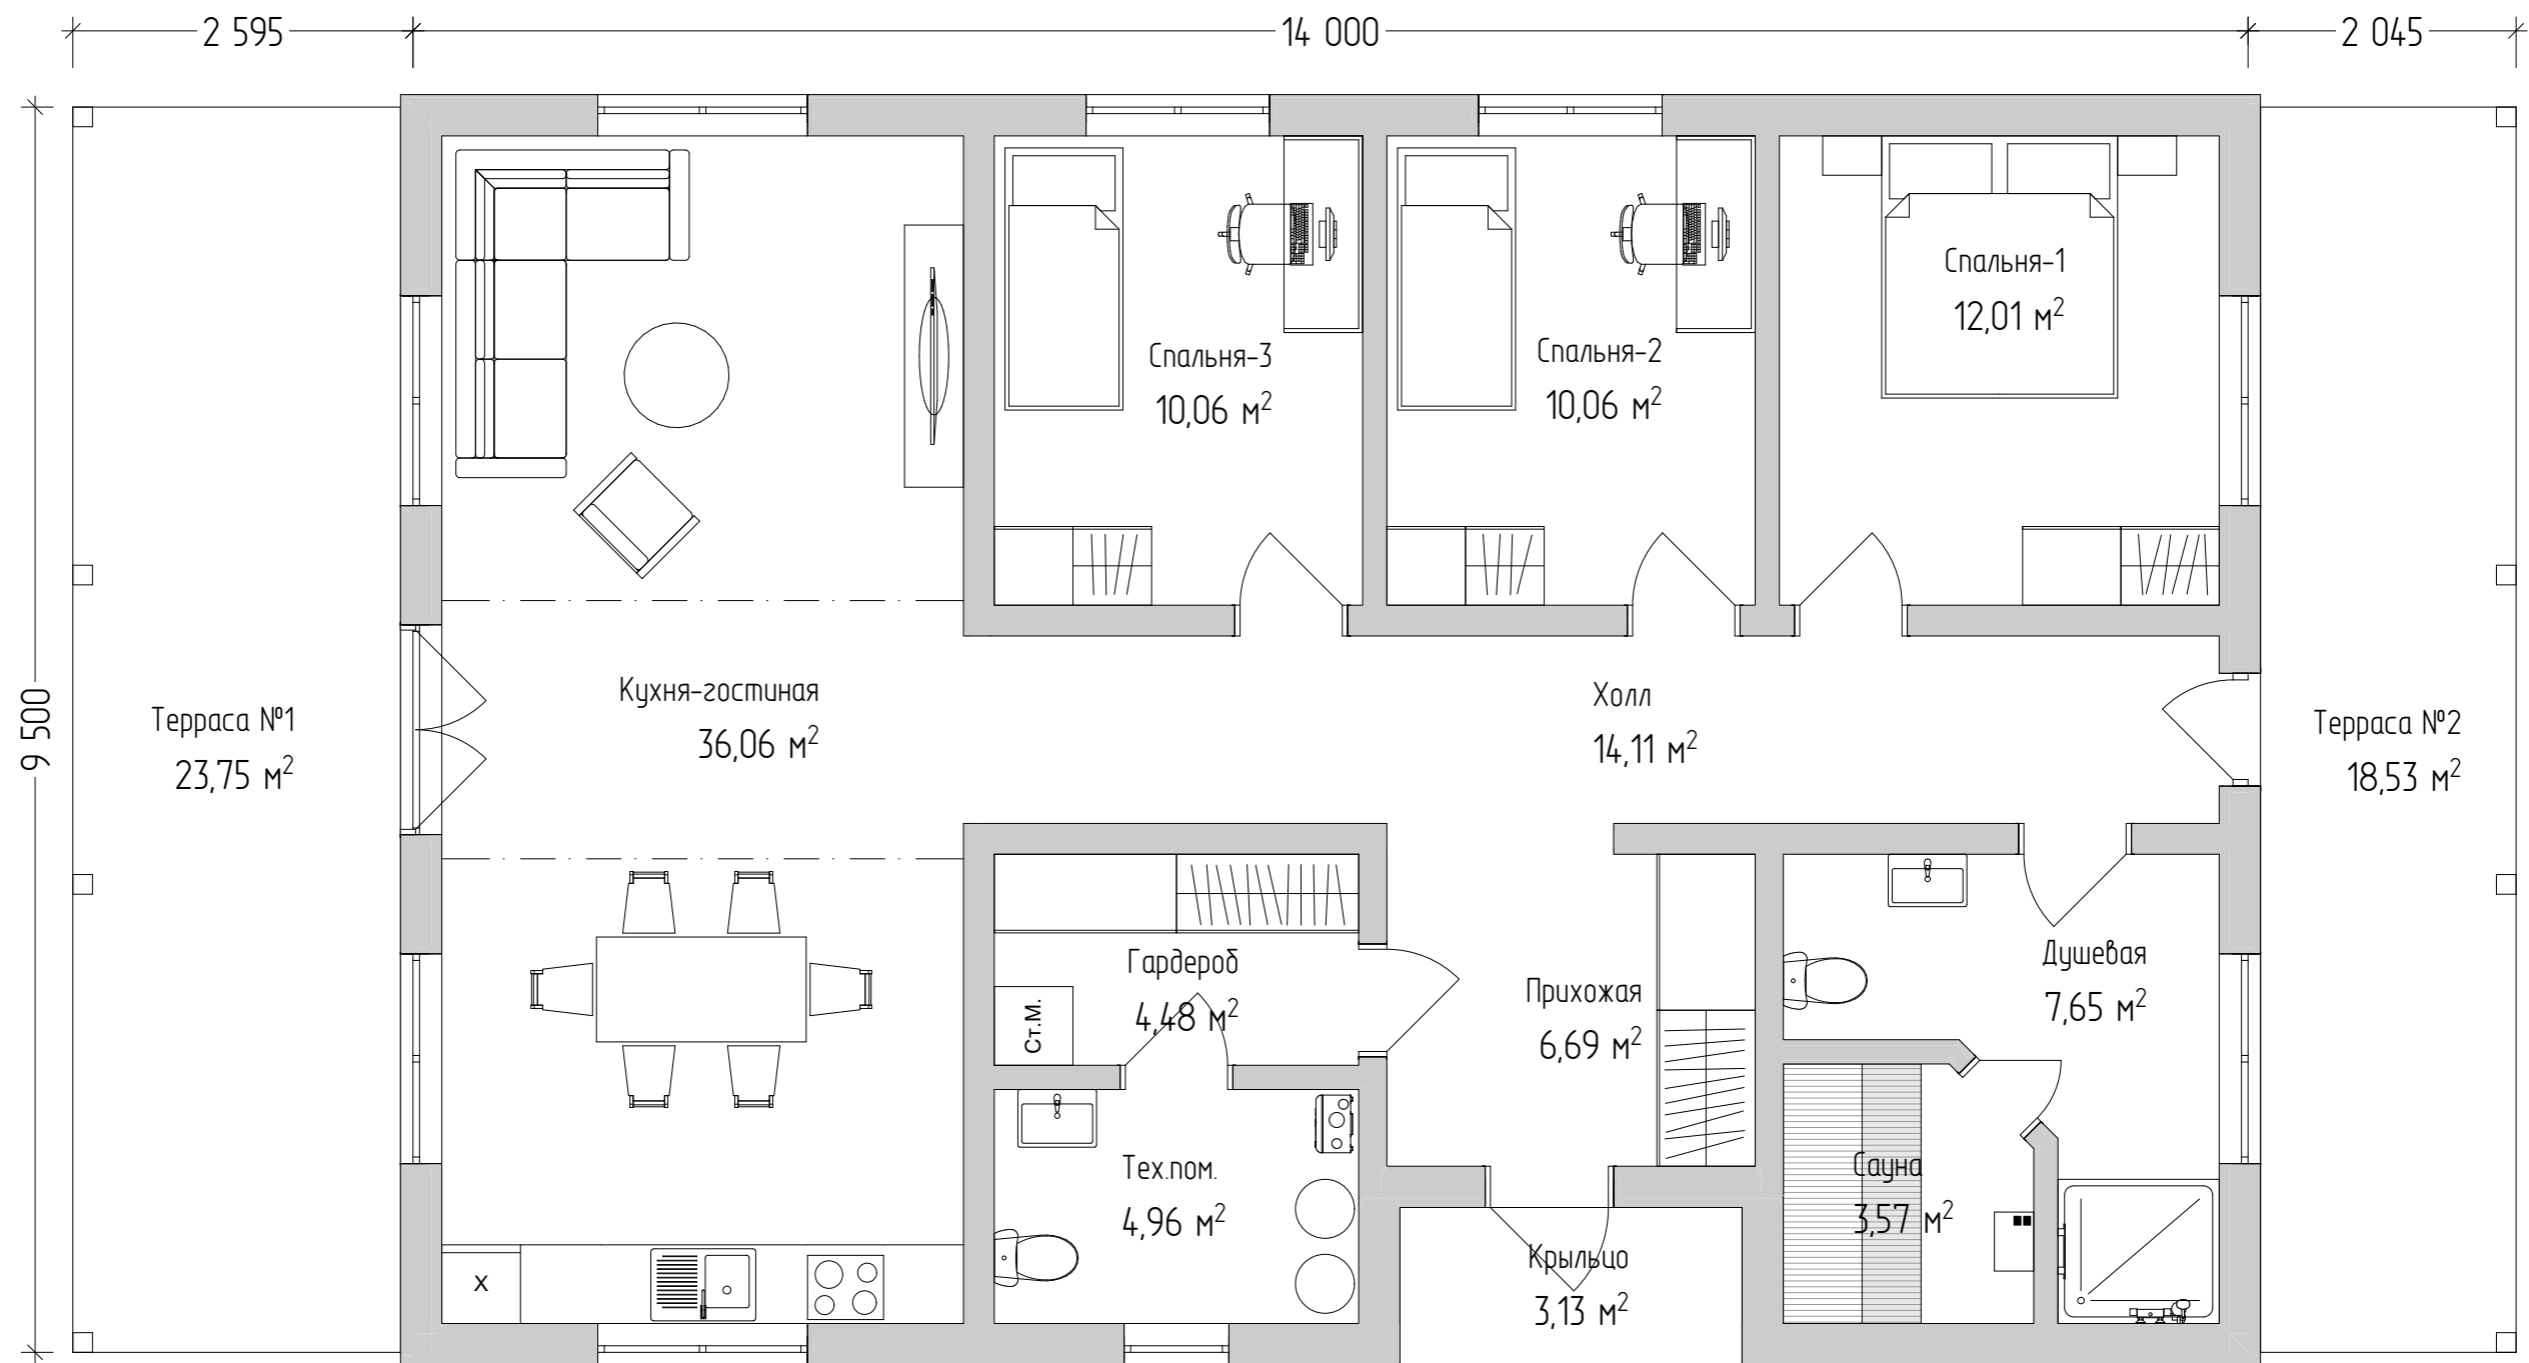 2 595
14 000
2 045
9 500
Спальня-1
12,01 м²
Спальня-3
10,06 м²
Спальня-2
10,06 м²
Кухня-гостиная
36,06 м²
Холл
14,11 м²
Терраса №1
23,75 м²
Терраса №2
18,53 м²
Гардероб
4,48 м²
Ст.М.
Прихожая
6,69 м²
Душевая
7,65 м²
Тех.пом.
4,96 м²
Сауна
3,57 м²
Крыльцо
3,13 м²
х